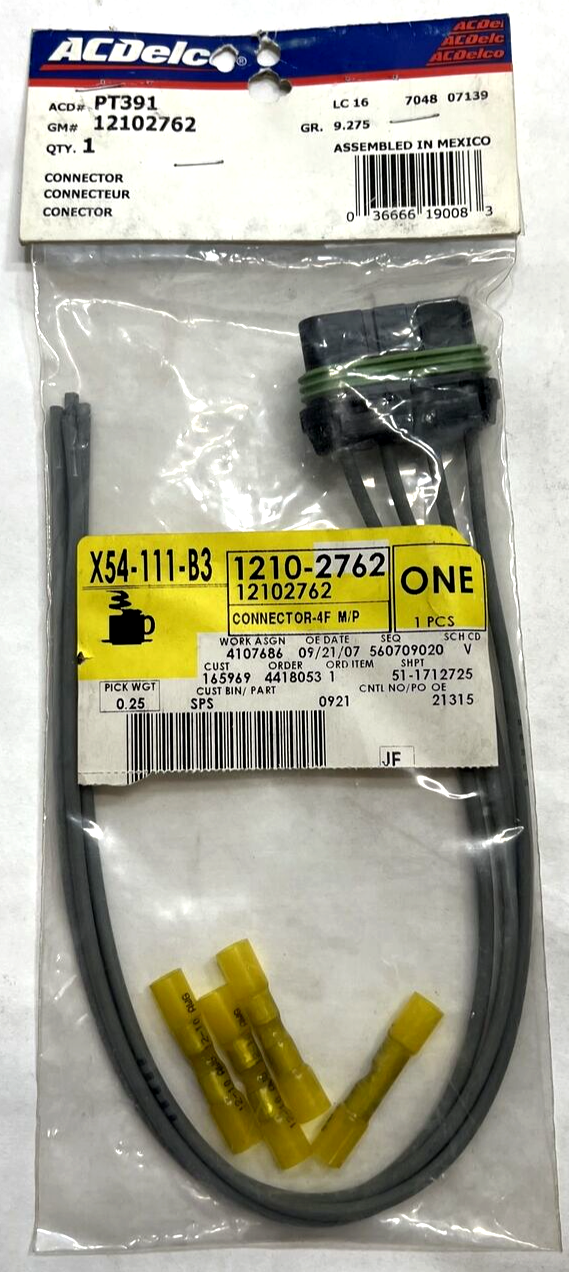 ACDelco®
ACDelco
ACDelco
ACDelco
ACD# PT391
LC 16 7048 07139
GM# 12102762
GR. 9.275
QTY. 1
ASSEMBLED IN MEXICO
CONNECTOR
CONNECTEUR
CONECTOR
0 36666 19008 3
X54-111-B3
1210-2762
12102762
CONNECTOR-4F M/P
ONE
1 PCS
WORK ASGN OE DATE SEQ SCH CD
4107686 09/21/07 560709020 V
CUST ORDER ORD ITEM SHPT
165969 4418053 1 51-1712725
PICK WGT
0.25
CUST BIN/ PART CNTL NO/PO OE
SPS 0921 21315
JF
12-10 AWG